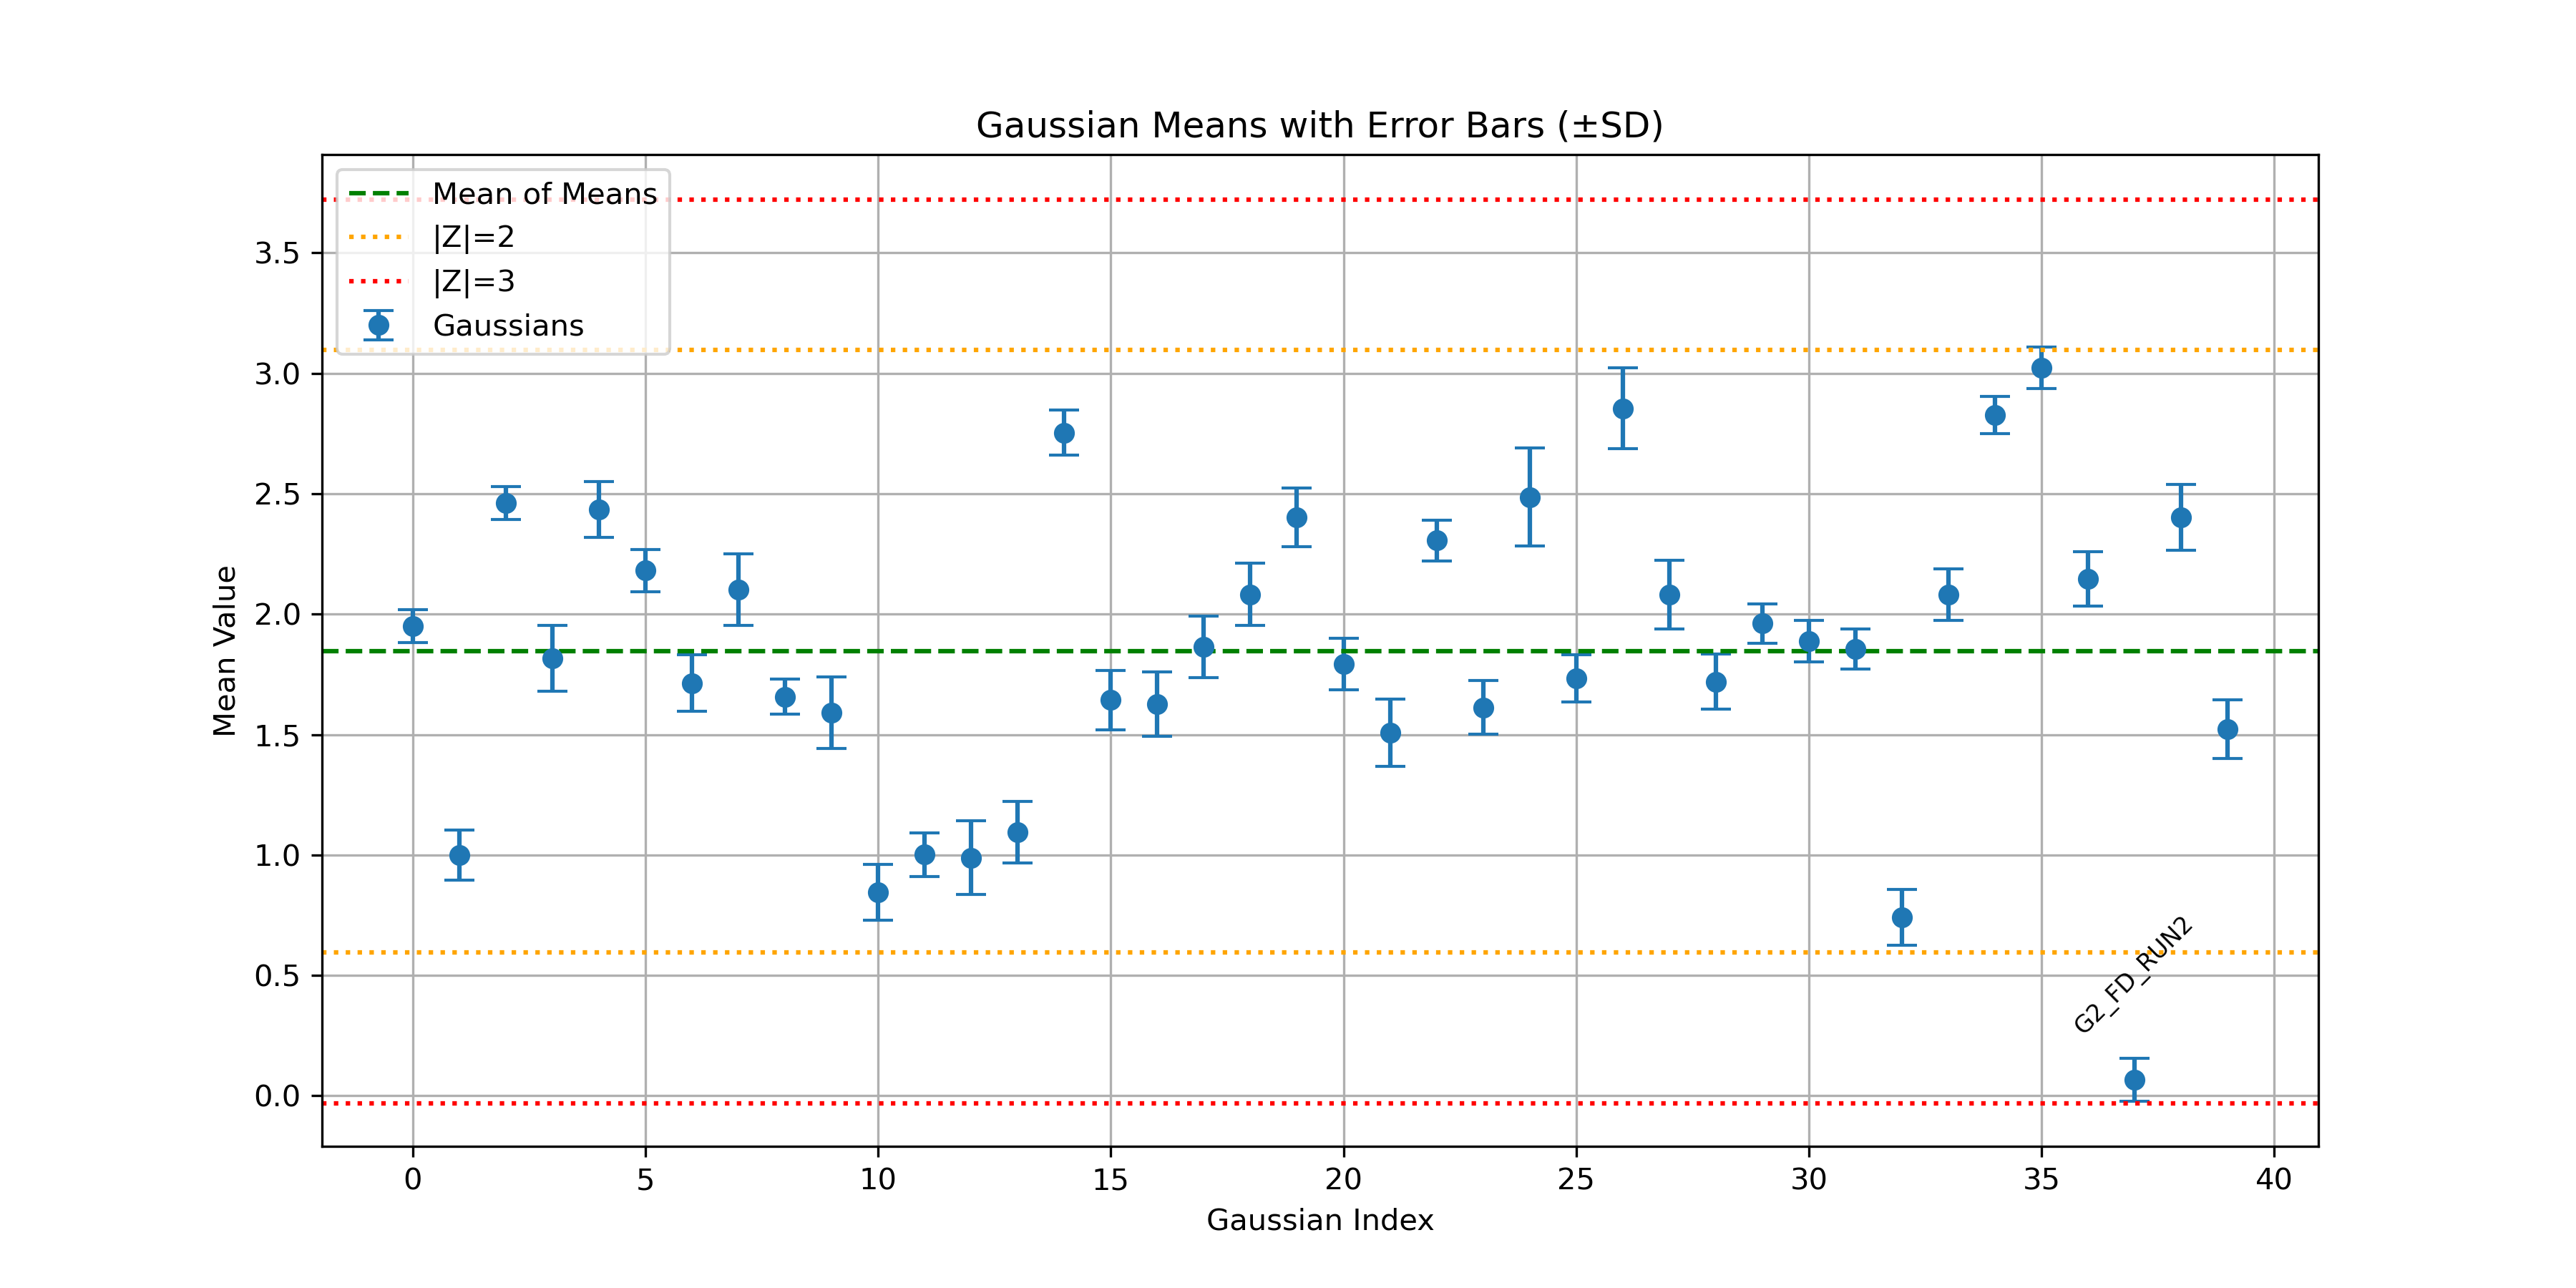 Gaussian Means with Error Bars (±SD)
Mean of Means
|Z|=2
|Z|=3
Gaussians
3.5
3.0
2.5
2.0
1.5
1.0
0.5
0.0
Mean Value
G2_FD_RUN2
0 5 10 15 20 25 30 35 40
Gaussian Index